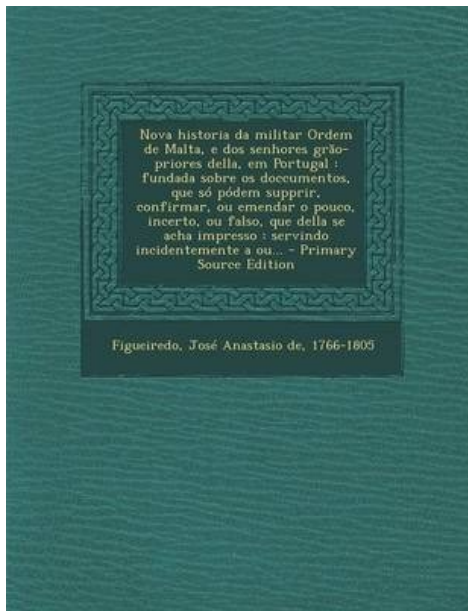 Nova historia da militar Ordem
de Malta, e dos senhores grão-
priores della, em Portugal :
fundada sobre os doccumentos,
que só pódem supprir,
confirmar, ou emendar o pouco,
incerto, ou falso, que della se
acha impresso : servindo
incidentemente a ou... - Primary
Source Edition
Figueiredo, José Anastasio de, 1766-1805